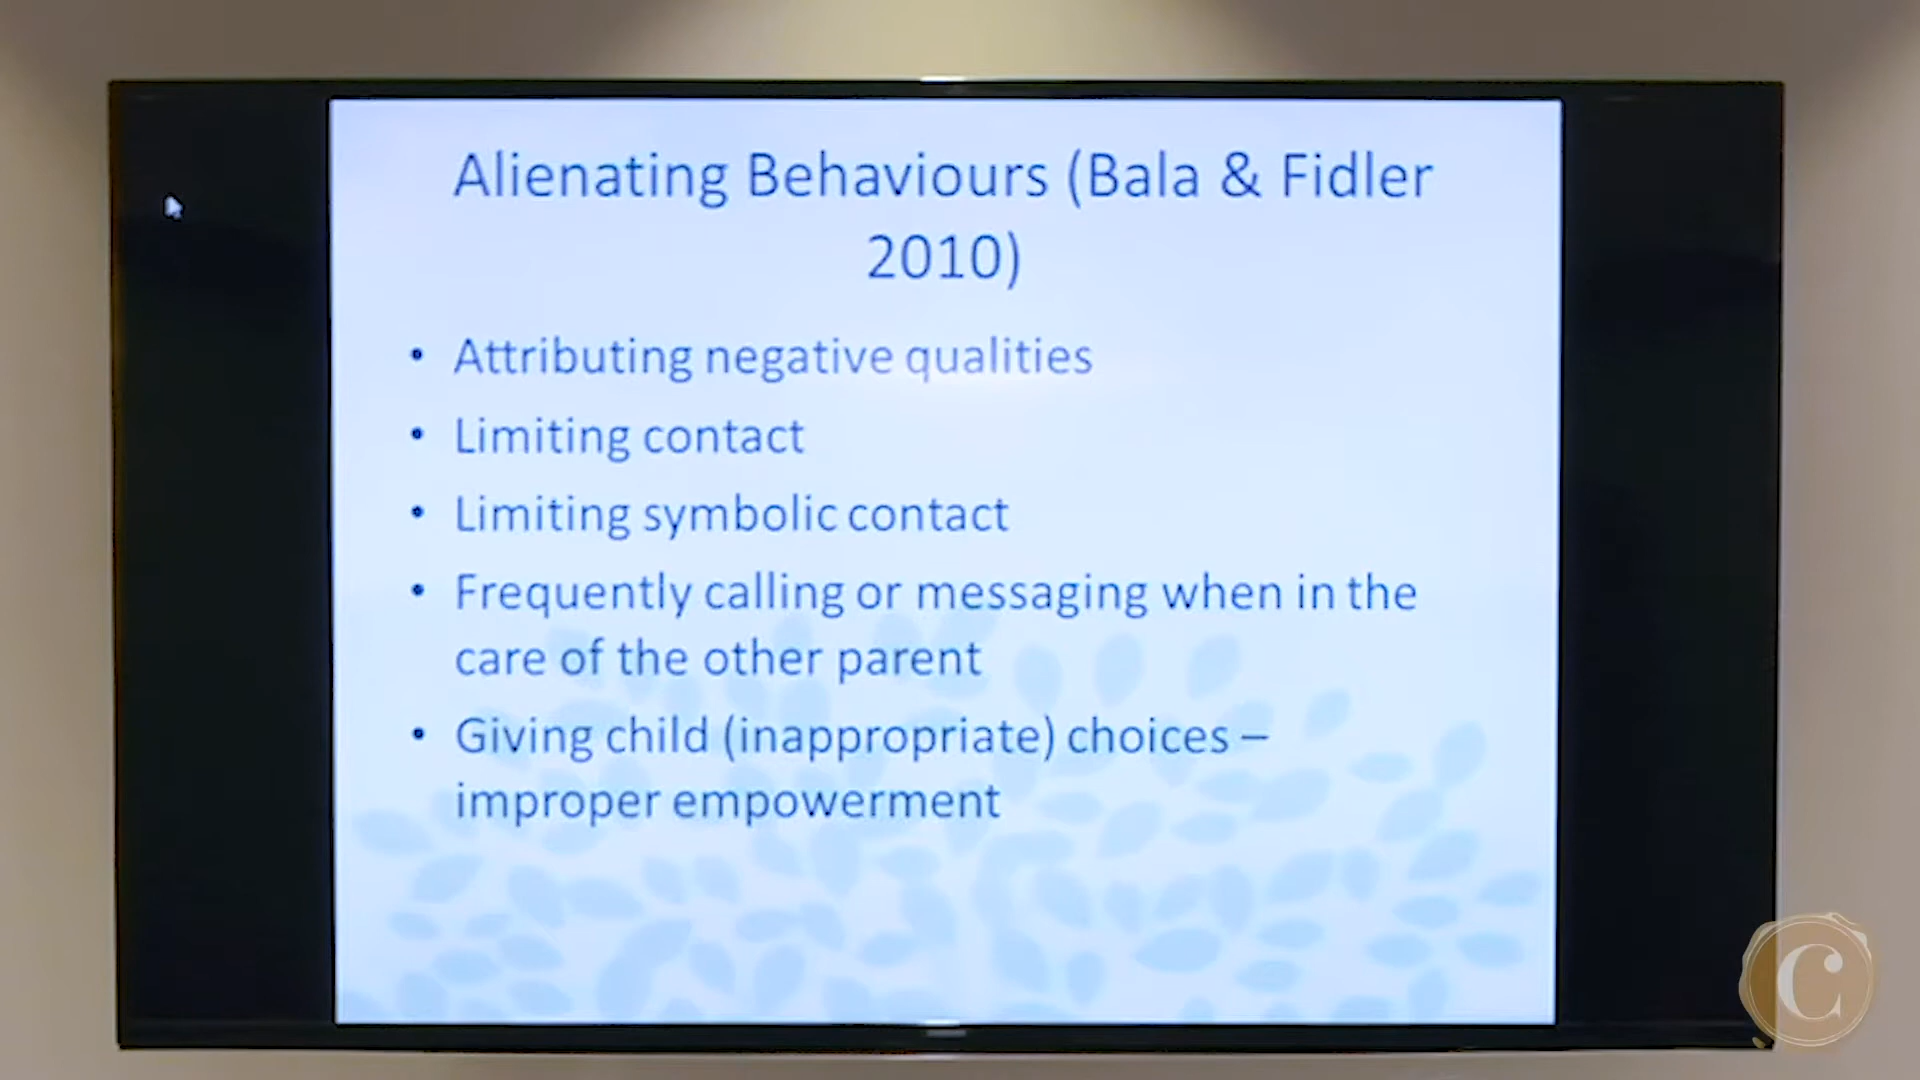 Alienating Behaviours (Bala & Fidler
2010)
• Attributing negative qualities
• Limiting contact
• Limiting symbolic contact
• Frequently calling or messaging when in the
care of the other parent
• Giving child (inappropriate) choices –
improper empowerment
C